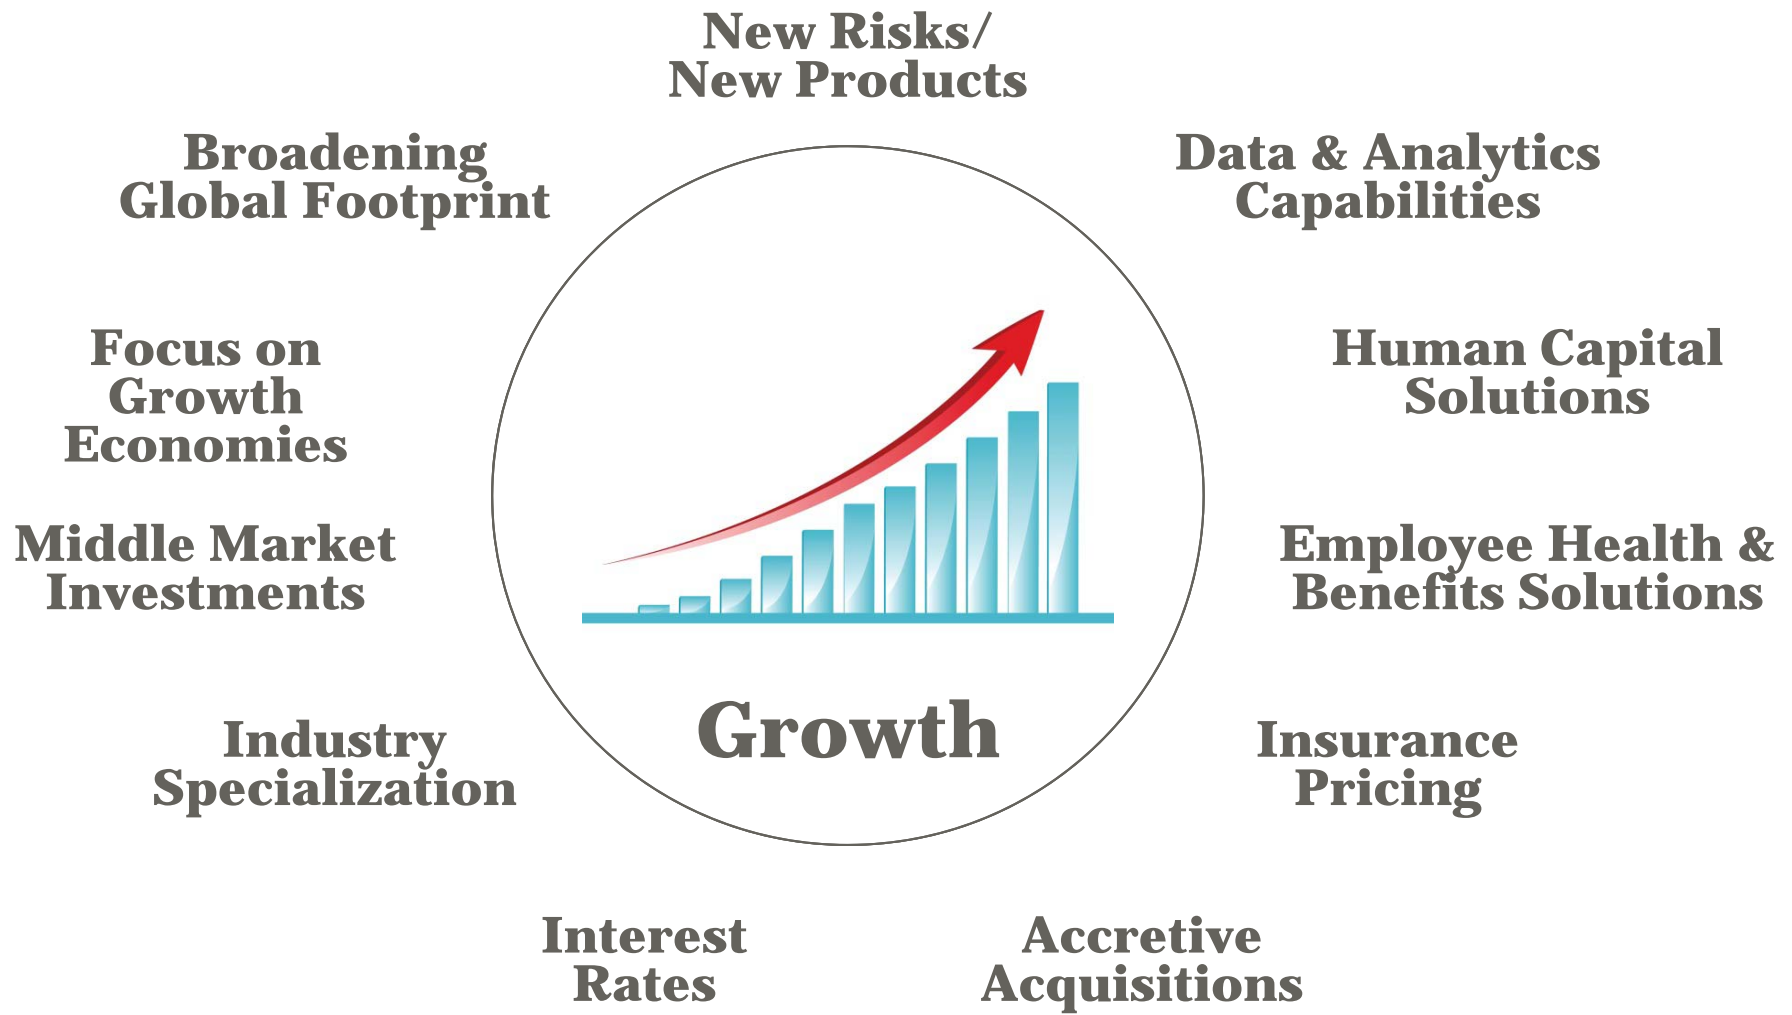 New Risks/
New Products
Broadening
Global Footprint
Data & Analytics
Capabilities
Focus on
Growth
Economies
Human Capital
Solutions
Middle Market
Investments
Employee Health &
Benefits Solutions
Industry
Specialization
Growth
Insurance
Pricing
Interest
Rates
Accretive
Acquisitions